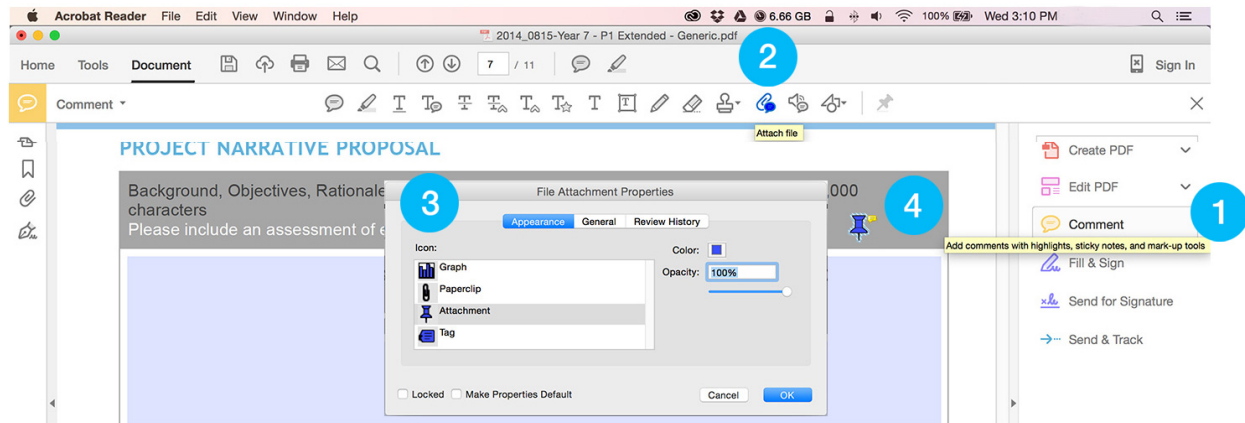 Acrobat Reader File Edit View Window Help 6.66 GB 100% Wed 3:10 PM
2014_0815-Year 7 - P1 Extended - Generic.pdf
Home Tools Document 7 / 11 Sign In
2
Comment
Attach file
PROJECT NARRATIVE PROPOSAL
Background, Objectives, Rationale ,000
characters
Please include an assessment of e
3
File Attachment Properties
Appearance General Review History
Icon:
Graph
Paperclip
Attachment
Tag
Color:
Opacity: 100%
Locked Make Properties Default Cancel OK
4
Create PDF
Edit PDF
Comment
1
Add comments with highlights, sticky notes, and mark-up tools
Fill & Sign
Send for Signature
Send & Track